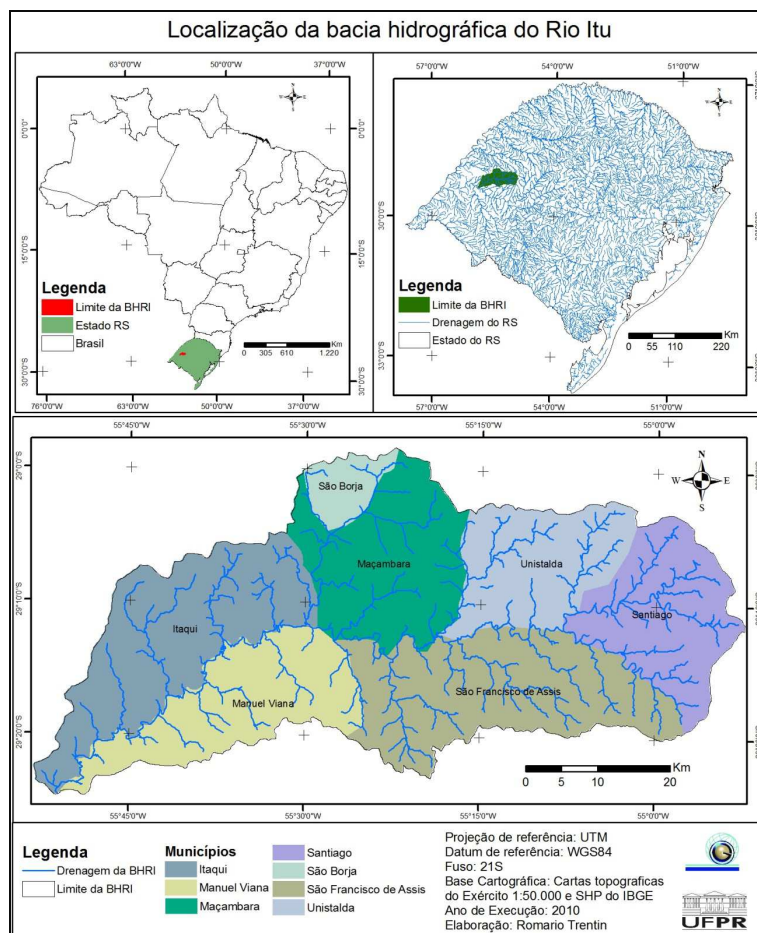 Localização da bacia hidrográfica do Rio Itu
63°0'0"W 50°0'0"W 37°0'0"W
0°0'0"
0°0'0"
15°0'0"S
15°0'0"S
30°0'0"S
30°0'0"S
N
W E
S
Legenda
Limite da BHRI
Estado RS
Brasil
Km
0 305 610 1.220
76°0'0"W 63°0'0"W 50°0'0"W 37°0'0"W
57°0'0"W 54°0'0"W 51°0'0"W
N
W E
S
30°0'0"S
33°0'0"S
Legenda
Limite da BHRI
Drenagem do RS
Estado do RS
Km
0 55 110 220
57°0'0"W 54°0'0"W 51°0'0"W
55°45'0"W 55°30'0"W 55°15'0"W 55°0'0"W
29°0'0"S
29°10'0"S
29°20'0"S
N
W E
S
São Borja
Maçambara
Unistalda
Itaqui
Santiago
São Francisco de Assis
Manuel Viana
Km
0 5 10 20
55°45'0"W 55°30'0"W 55°15'0"W 55°0'0"W
Legenda
Drenagem da BHRI
Limite da BHRI
Municípios
Itaqui
Manuel Viana
Maçambara
Santiago
São Borja
São Francisco de Assis
Unistalda
Projeção de referência: UTM
Datum de referência: WGS84
Fuso: 21S
Base Cartográfica: Cartas topograficas
do Exército 1:50.000 e SHP do IBGE
Ano de Execução: 2010
Elaboração: Romario Trentin
UFPR